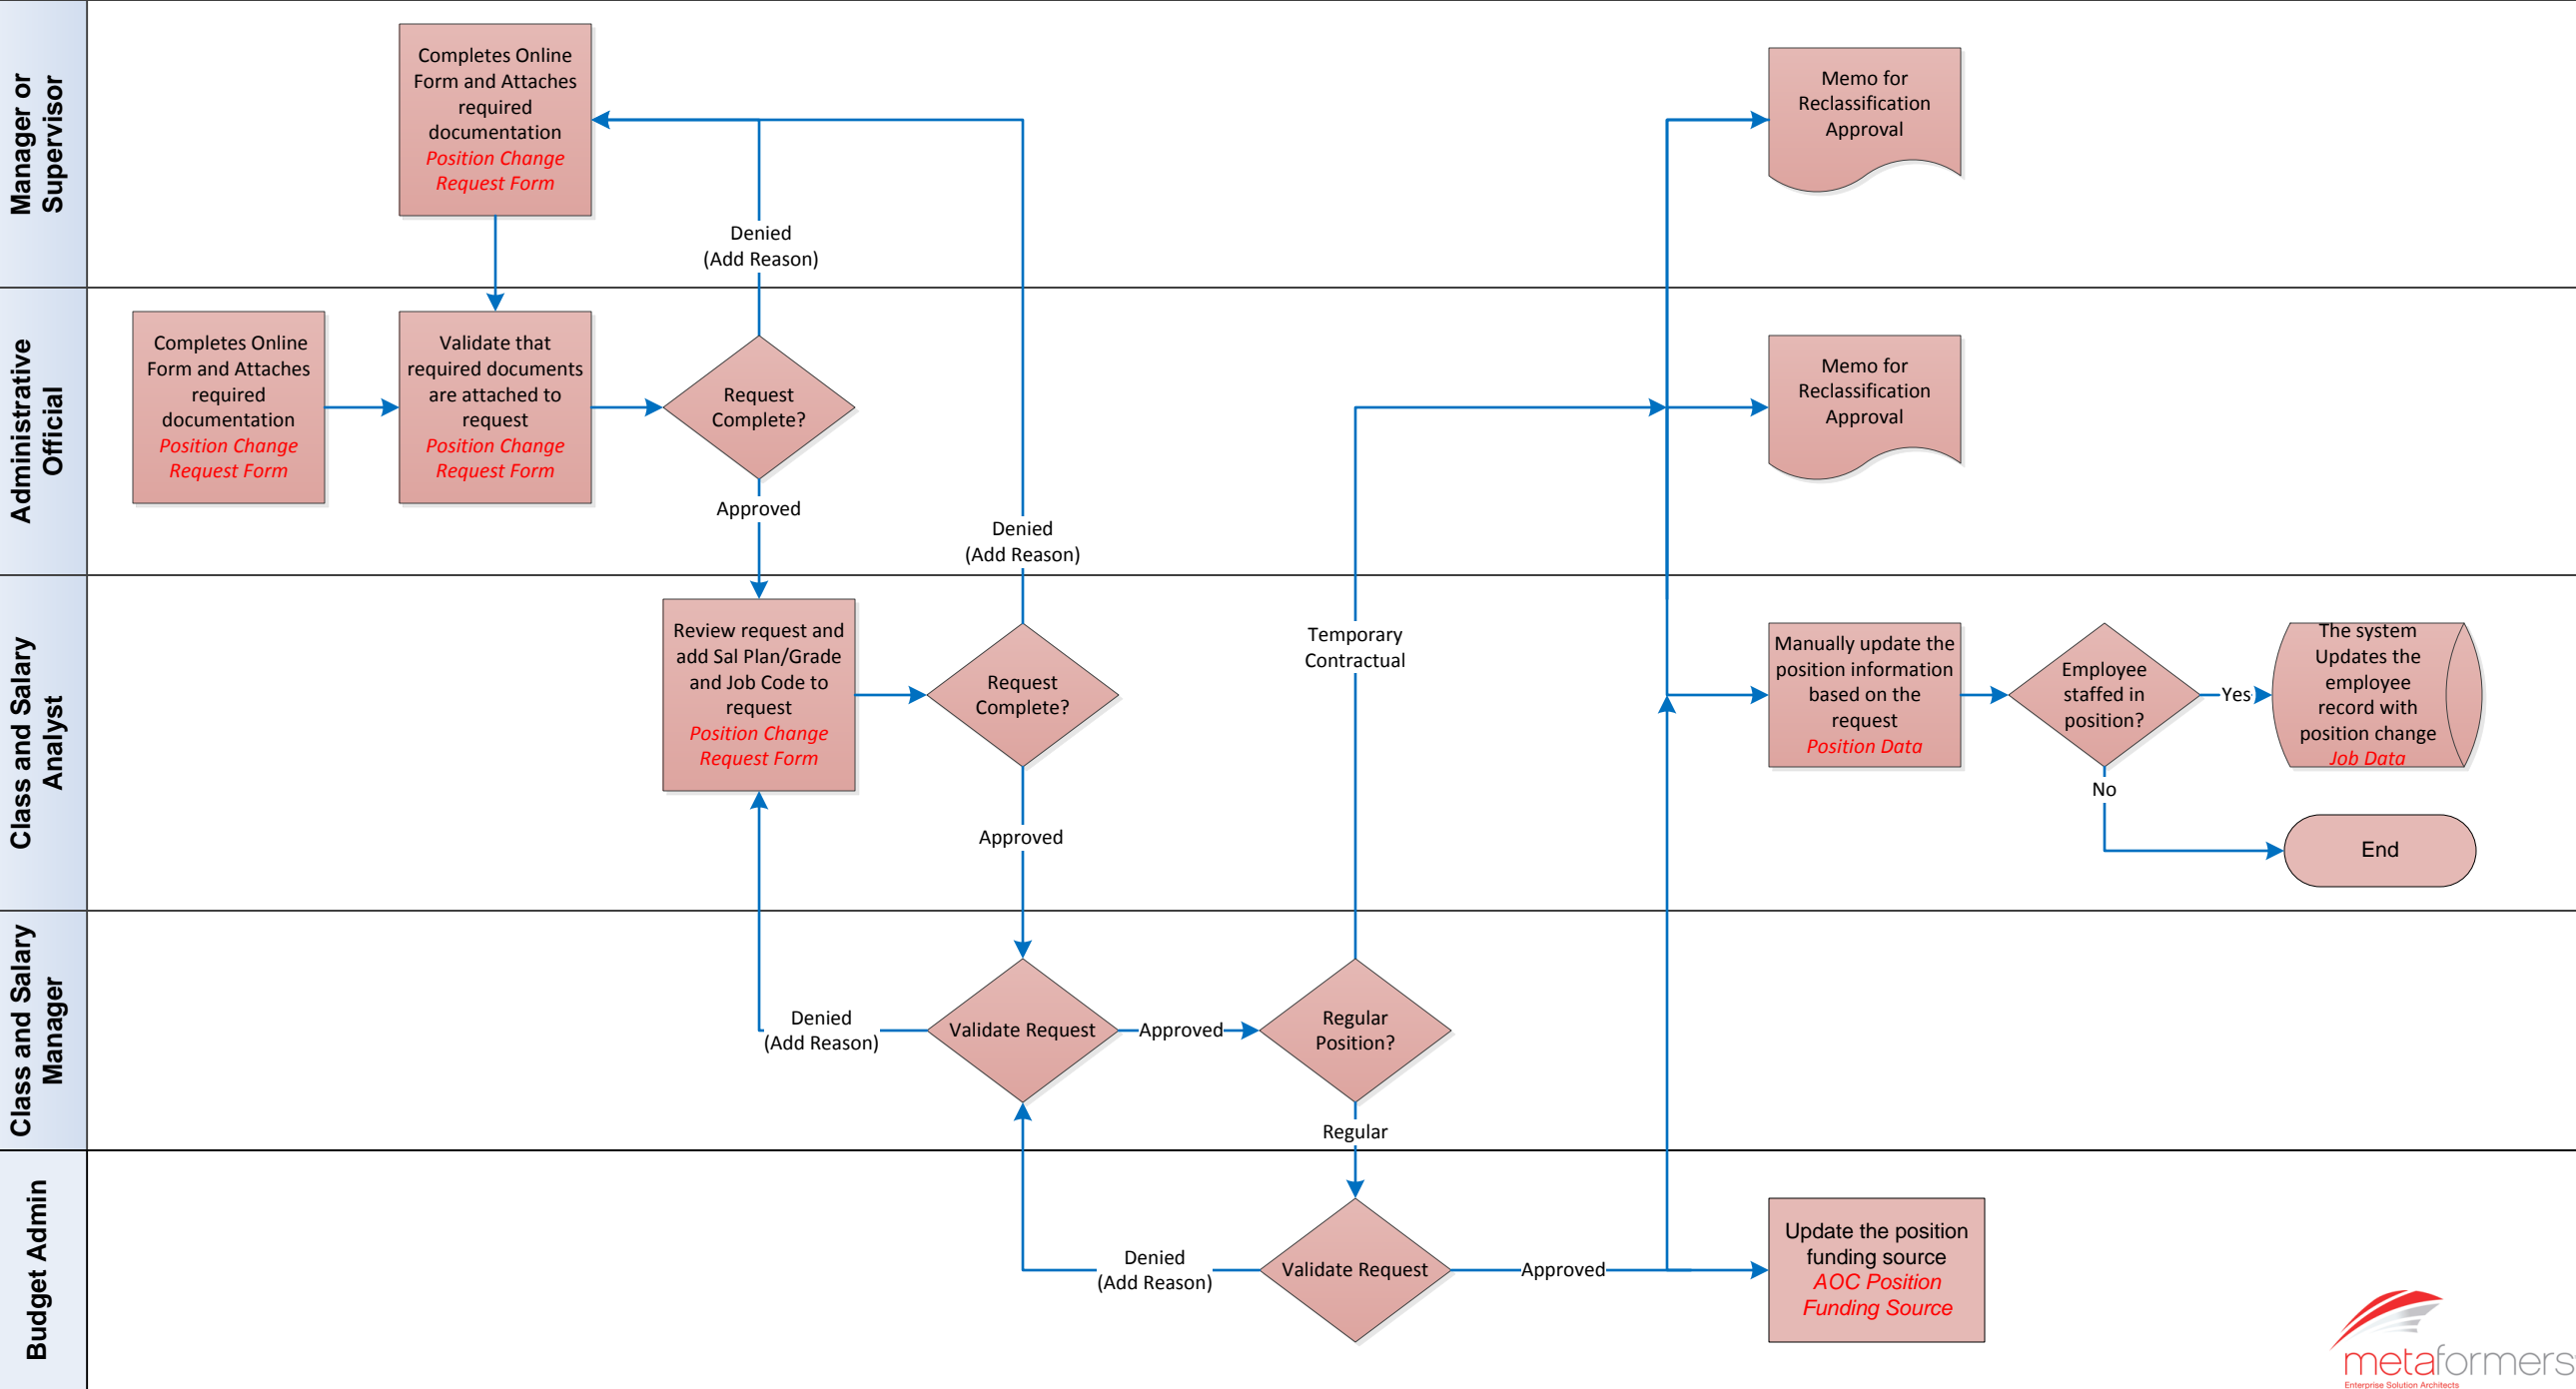 Manager or
Supervisor
Completes Online
Form and Attaches
required
documentation
Position Change
Request Form
Denied
(Add Reason)
Memo for
Reclassification
Approval
Administrative
Official
Completes Online
Form and Attaches
required
documentation
Position Change
Request Form
Validate that
required documents
are attached to
request
Position Change
Request Form
Request
Complete?
Approved
Denied
(Add Reason)
Memo for
Reclassification
Approval
Class and Salary
Analyst
Review request and
add Sal Plan/Grade
and Job Code to
request
Position Change
Request Form
Request
Complete?
Approved
Temporary
Contractual
Manually update the
position information
based on the
request
Position Data
Employee
staffed in
position?
Yes
No
The system
Updates the
employee
record with
position change
Job Data
End
Class and Salary
Manager
Denied
(Add Reason)
Validate Request
Approved
Regular
Position?
Regular
Budget Admin
Denied
(Add Reason)
Validate Request
Approved
Update the position
funding source
AOC Position
Funding Source
metaformers
Enterprise Solution Architects